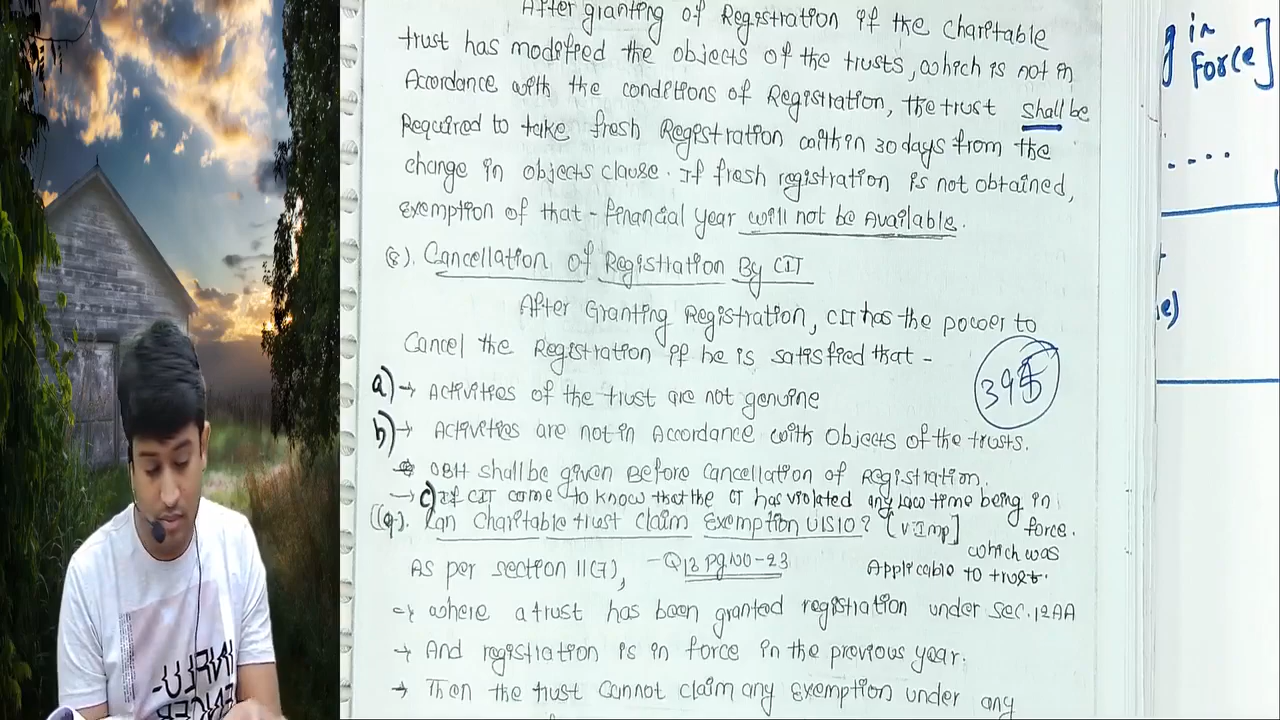 After granting of Registration if the Charitable
trust has modified the objects of the trusts, which is not in
Accordance with the conditions of Registration, the trust shall be
Required to take fresh Registration within 30 days from the
change in objects clause. If fresh registration is not obtained,
exemption of that financial year will not be Available.
(8). Cancellation of Registration By CIT
After Granting Registration, CIT has the power to
Cancel the Registration if he is satisfied that -
a) → Activities of the trust are not genuine
b) → Activities are not in Accordance with Objects of the trusts.
395
OBH shall be given Before cancellation of Registration.
→ c) If CIT come to know that the CT has violated any Law time being in
force.
which was
Applicable to trust.
(9). Can Charitable trust claim Exemption U/S 10? [V.Imp]
As per section 11(7), - Q12 Pg.NO-23
→ where a trust has been granted registration under sec. 12AA
→ And registration is in force in the previous year.
→ Then the trust cannot claim any exemption under any
in
Force]